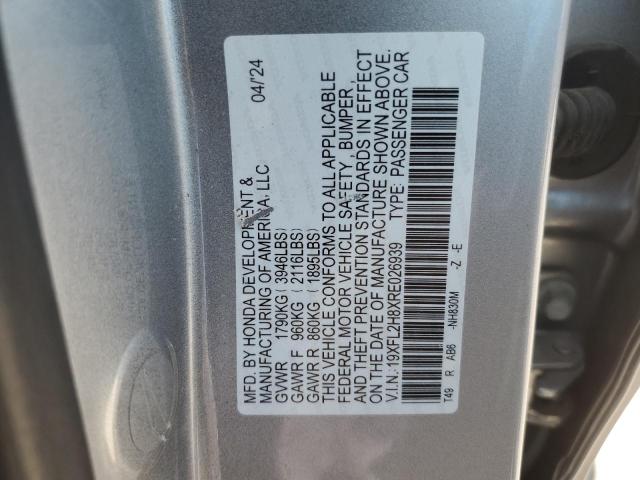 MFD. BY HONDA DEVELOPMENT & 04/'24
MANUFACTURING OF AMERICA, LLC
GVWR 1790KG ( 3946LBS)
GAWR F 960KG ( 2116LBS)
GAWR R 860KG ( 1895LBS)
THIS VEHICLE CONFORMS TO ALL APPLICABLE
FEDERAL MOTOR VEHICLE SAFETY, BUMPER,
AND THEFT PREVENTION STANDARDS IN EFFECT
ON THE DATE OF MANUFACTURE SHOWN ABOVE.
V.I.N.: 19XFL2H8XRE026939 TYPE: PASSENGER CAR
T49 R AB6 -NH830M -Z -E